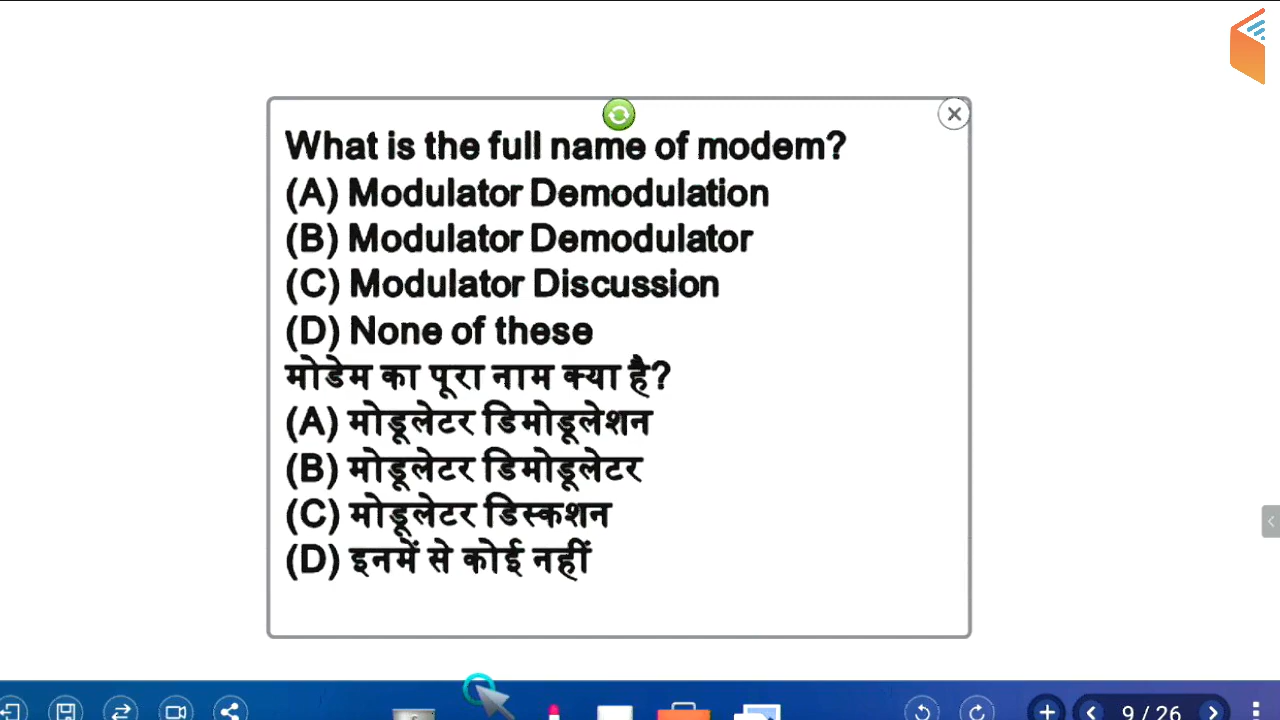 What is the full name of modem?
(A) Modulator Demodulation
(B) Modulator Demodulator
(C) Modulator Discussion
(D) None of these
मोडेम का पूरा नाम क्या है?
(A) मोडूलेटर डिमोडूलेशन
(B) मोडूलेटर डिमोडूलेटर
(C) मोडूलेटर डिस्कशन
(D) इनमें से कोई नहीं
9 / 26